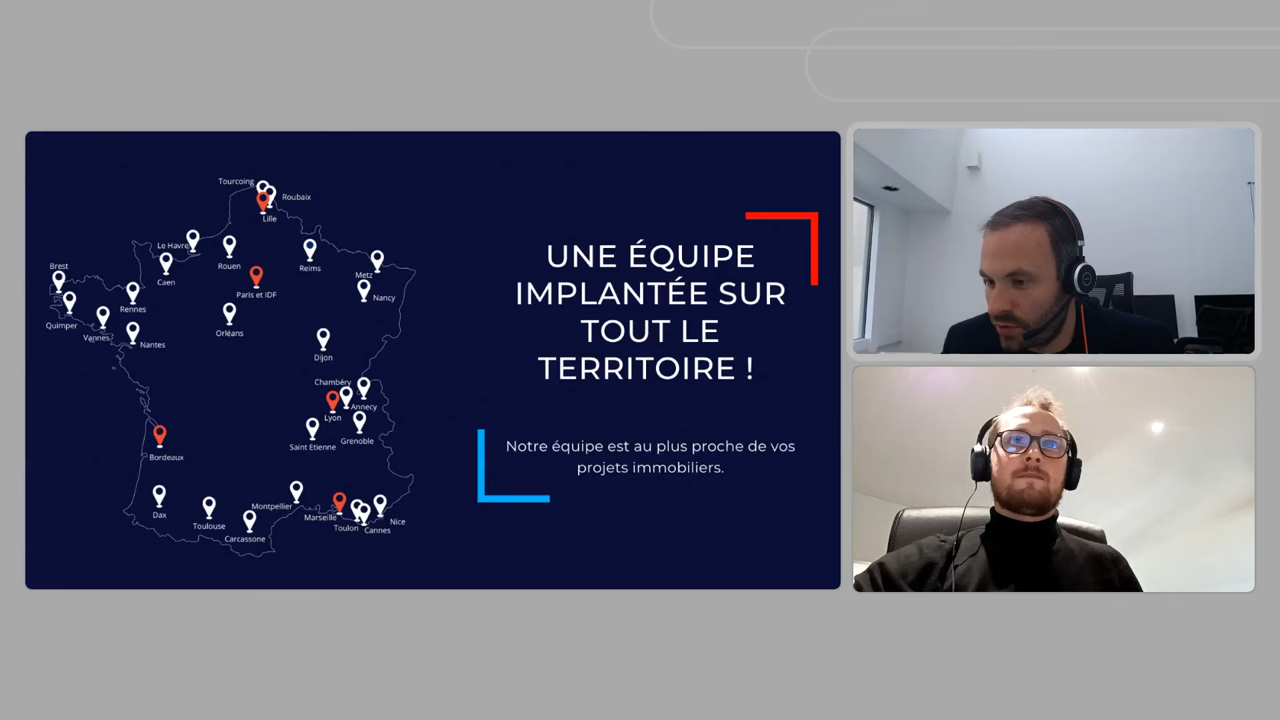 Tourcoing
Roubaix
Lille
Le Havre
Rouen
Reims
Metz
Caen
Brest
Paris et IDF
Nancy
Rennes
Quimper
Vannes
Nantes
Orléans
Dijon
Chambéry
Annecy
Lyon
Grenoble
Saint Etienne
Bordeaux
Dax
Toulouse
Montpellier
Carcassone
Marseille
Toulon
Cannes
Nice
UNE ÉQUIPE
IMPLANTÉE SUR
TOUT LE
TERRITOIRE !
Notre équipe est au plus proche de vos
projets immobiliers.